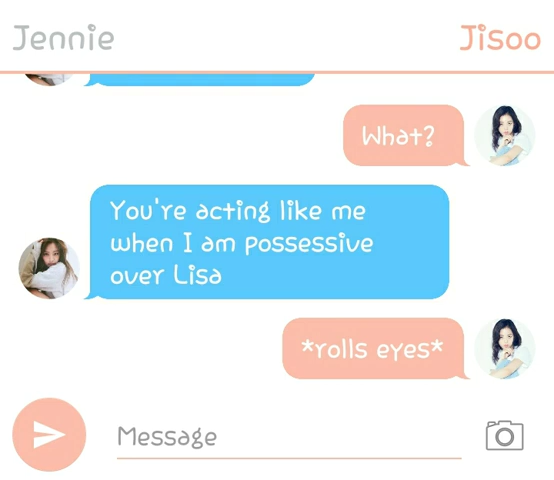 Jennie
Jisoo
What?
You're acting like me
when I am possessive
over Lisa
*rolls eyes*
Message